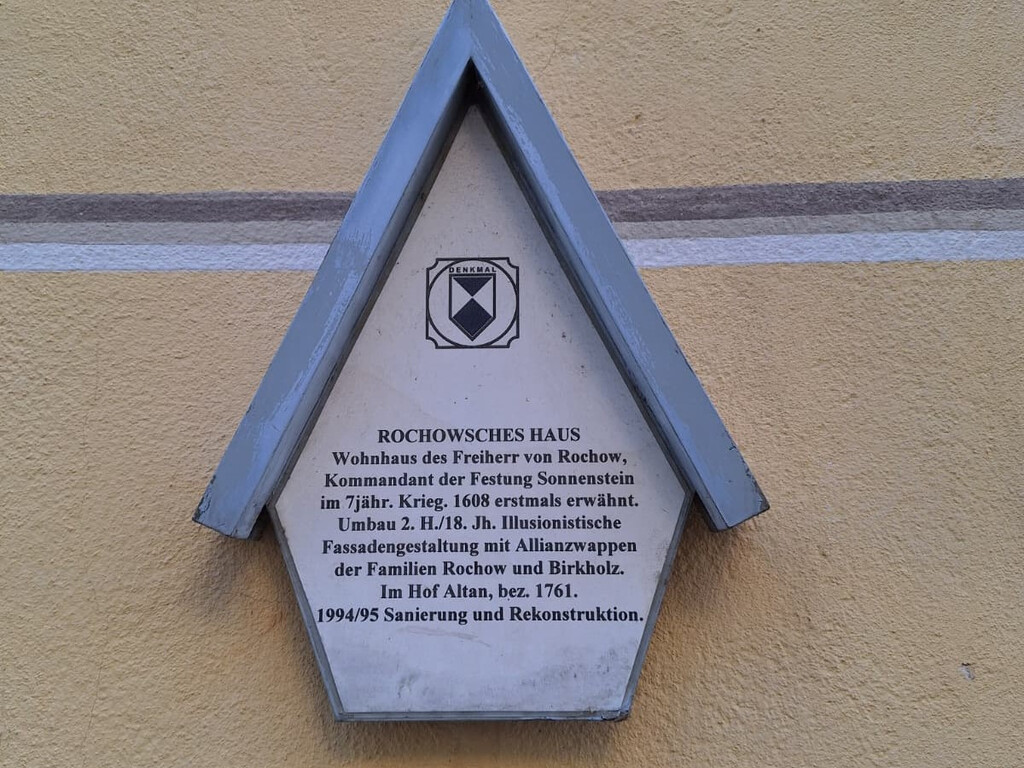 DENKMAL
ROCHOWSCHES HAUS
Wohnhaus des Freiherr von Rochow,
Kommandant der Festung Sonnenstein
im 7jähr. Krieg. 1608 erstmals erwähnt.
Umbau 2. H./18. Jh. Illusionistische
Fassadengestaltung mit Allianzwappen
der Familien Rochow und Birkholz.
Im Hof Altan, bez. 1761.
1994/95 Sanierung und Rekonstruktion.